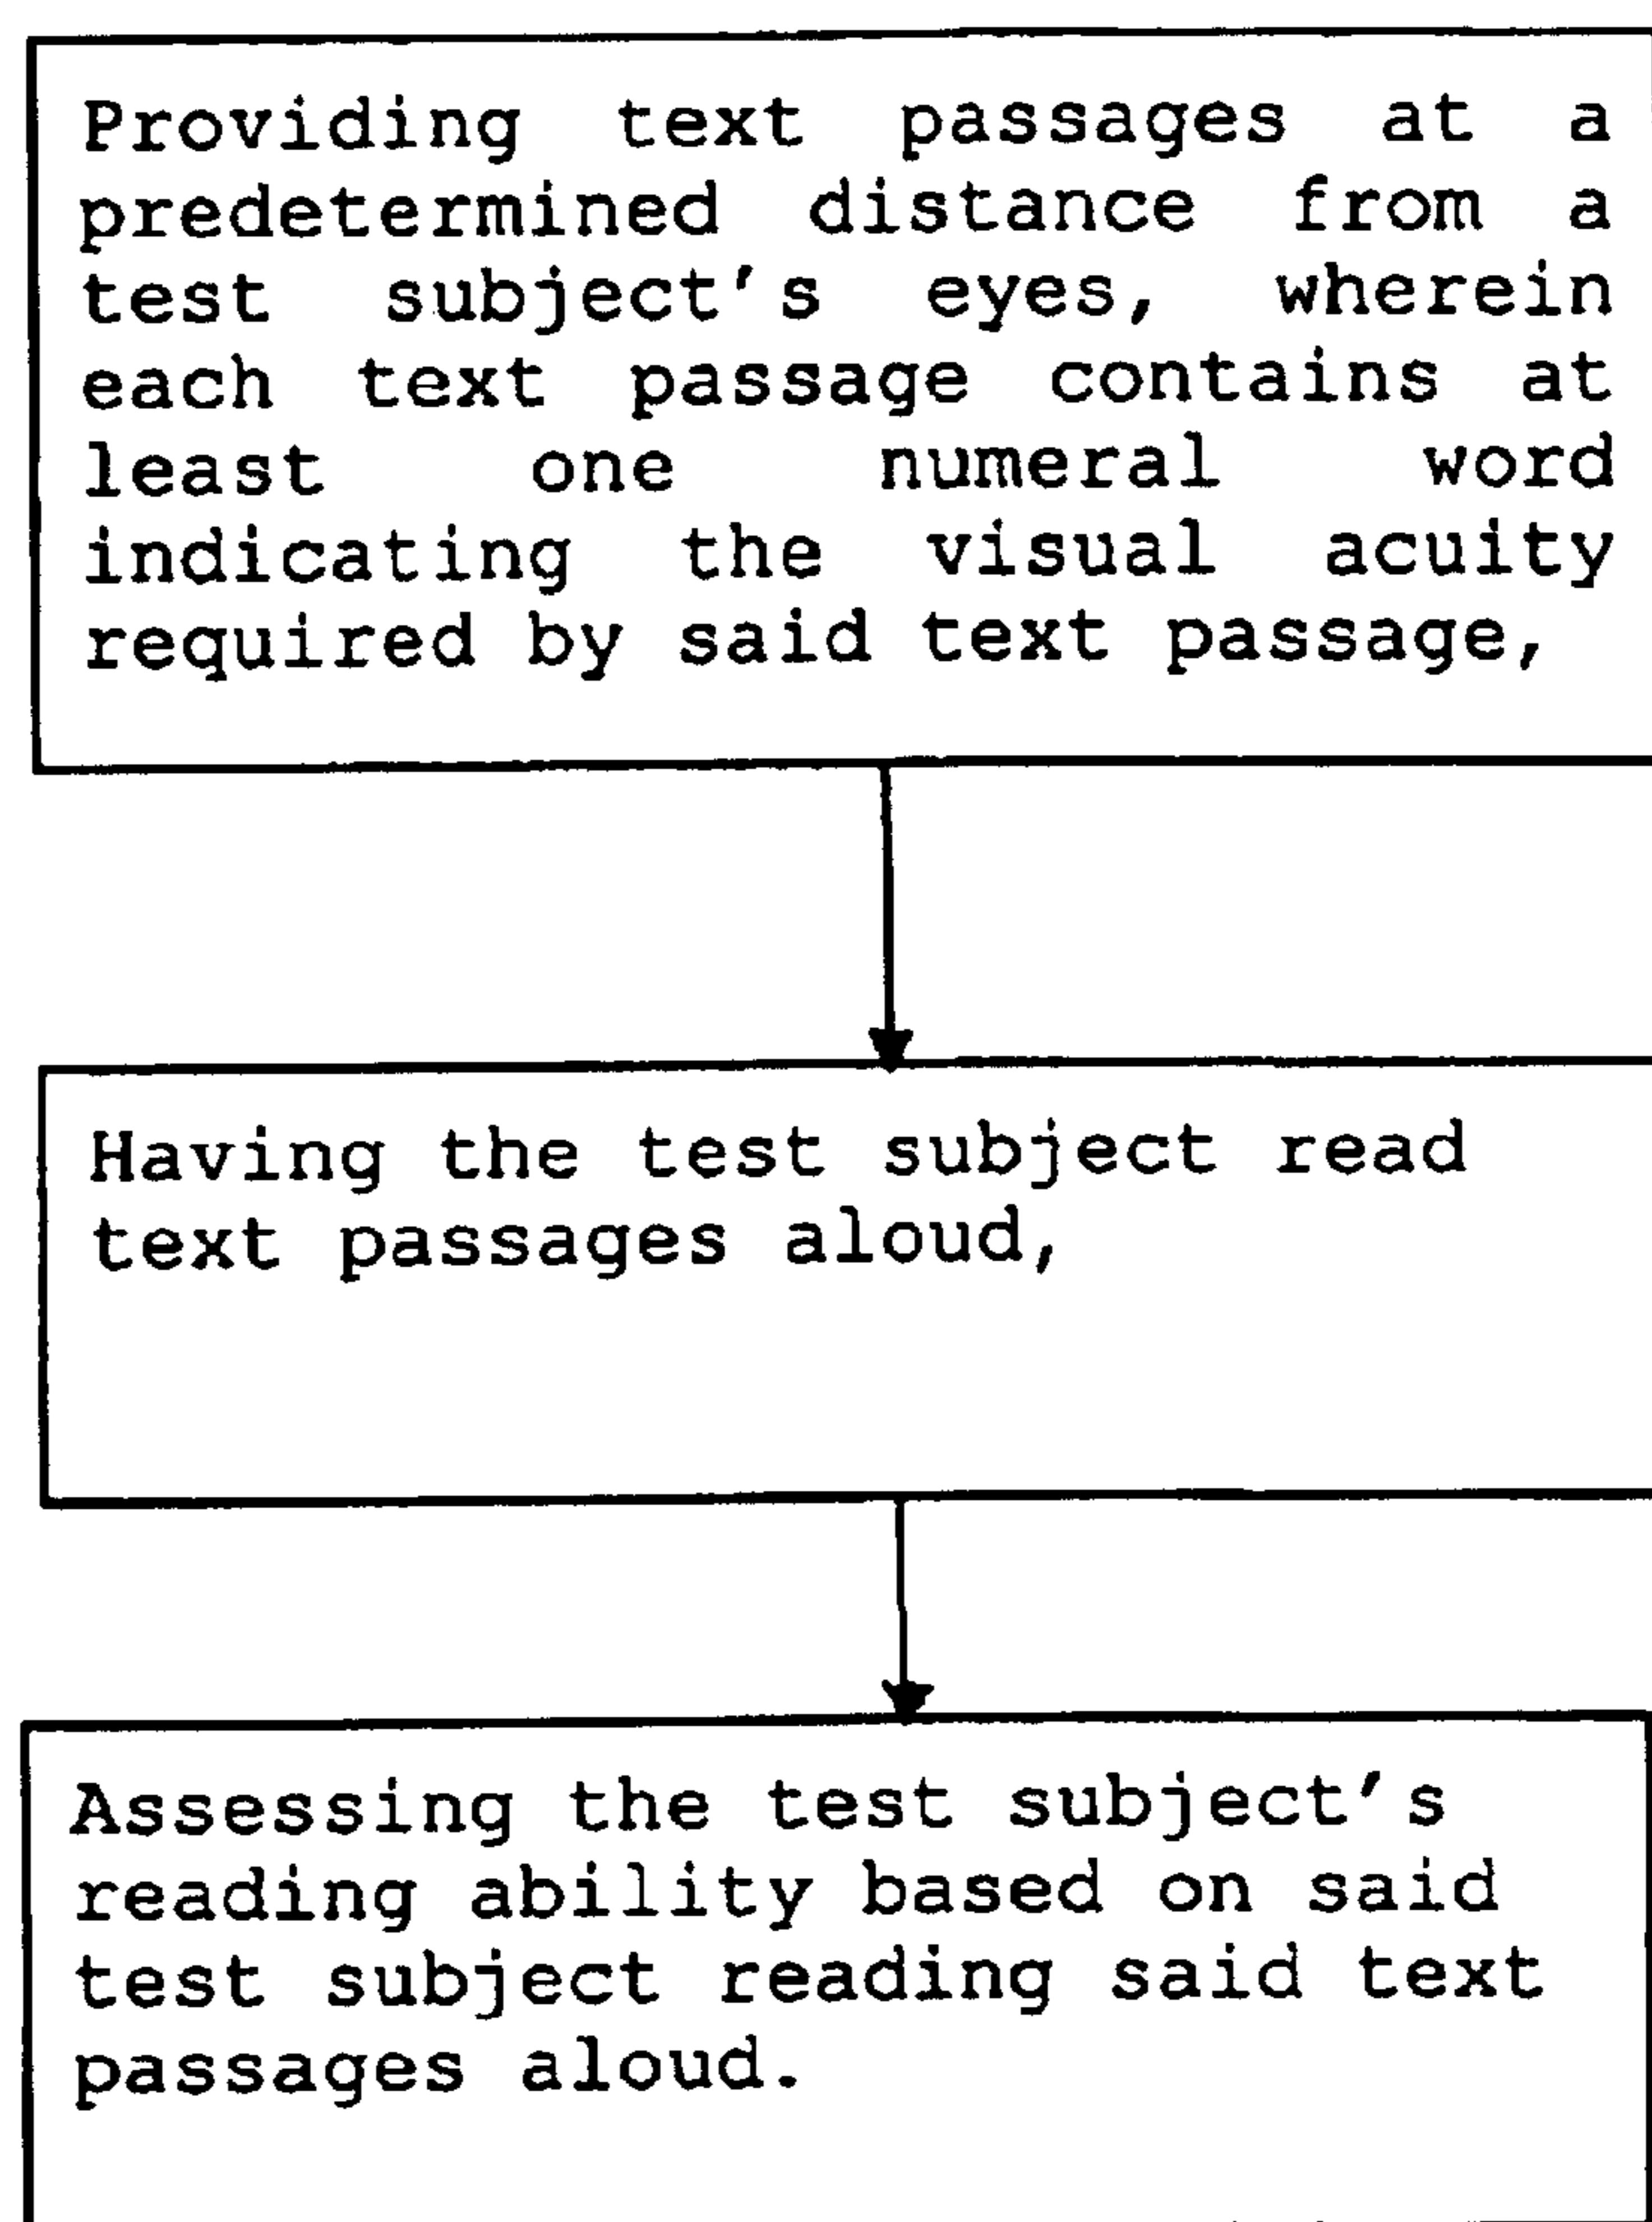 Providing text passages at a
predetermined distance from a
test subject's eyes, wherein
each text passage contains at
least one numeral word
indicating the visual acuity
required by said text passage,
Having the test subject read
text passages aloud,
Assessing the test subject's
reading ability based on said
test subject reading said text
passages aloud.